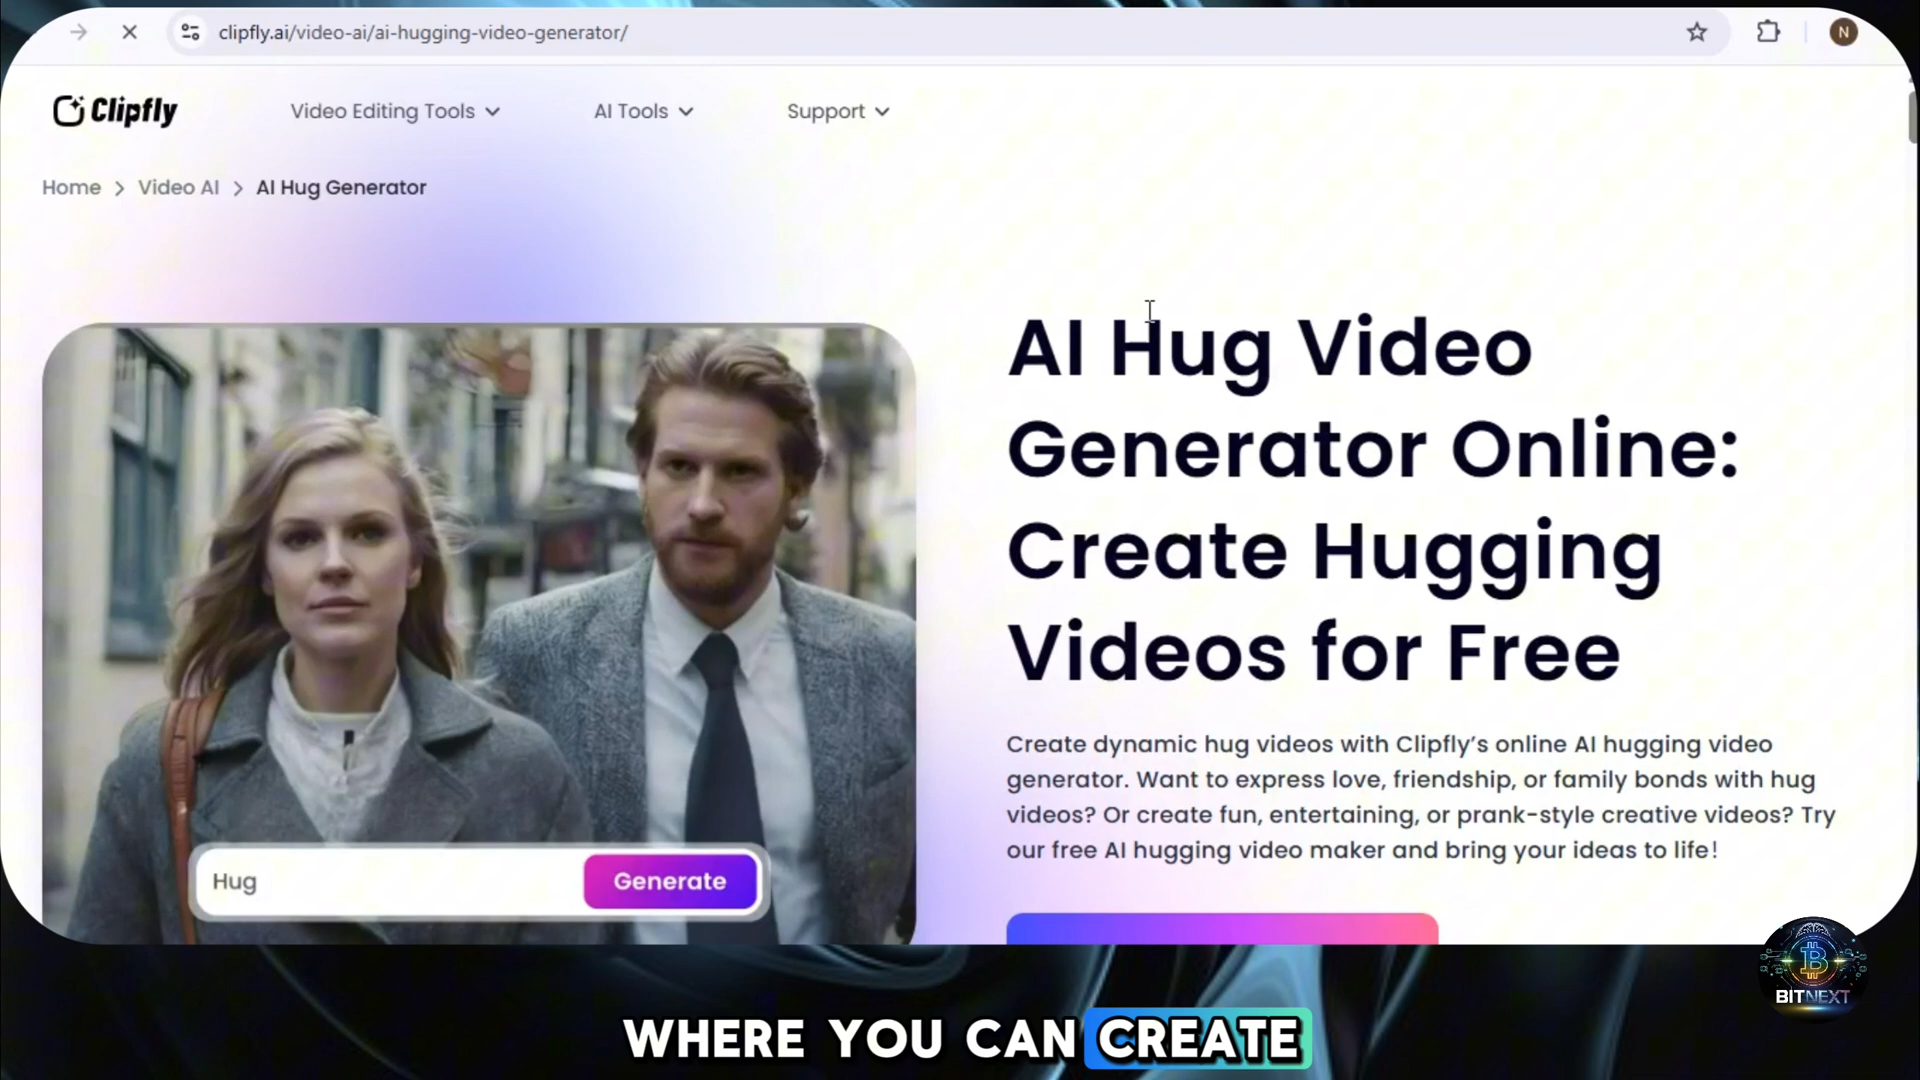 clipfly.ai/video-ai/ai-hugging-video-generator/
N
Clipfly
Video Editing Tools
AI Tools
Support
Home > Video AI > AI Hug Generator
AI Hug Video
Generator Online:
Create Hugging
Videos for Free
Create dynamic hug videos with Clipfly’s online AI hugging video
generator. Want to express love, friendship, or family bonds with hug
videos? Or create fun, entertaining, or prank-style creative videos? Try
our free AI hugging video maker and bring your ideas to life!
Hug
Generate
BITNEXT
WHERE YOU CAN CREATE